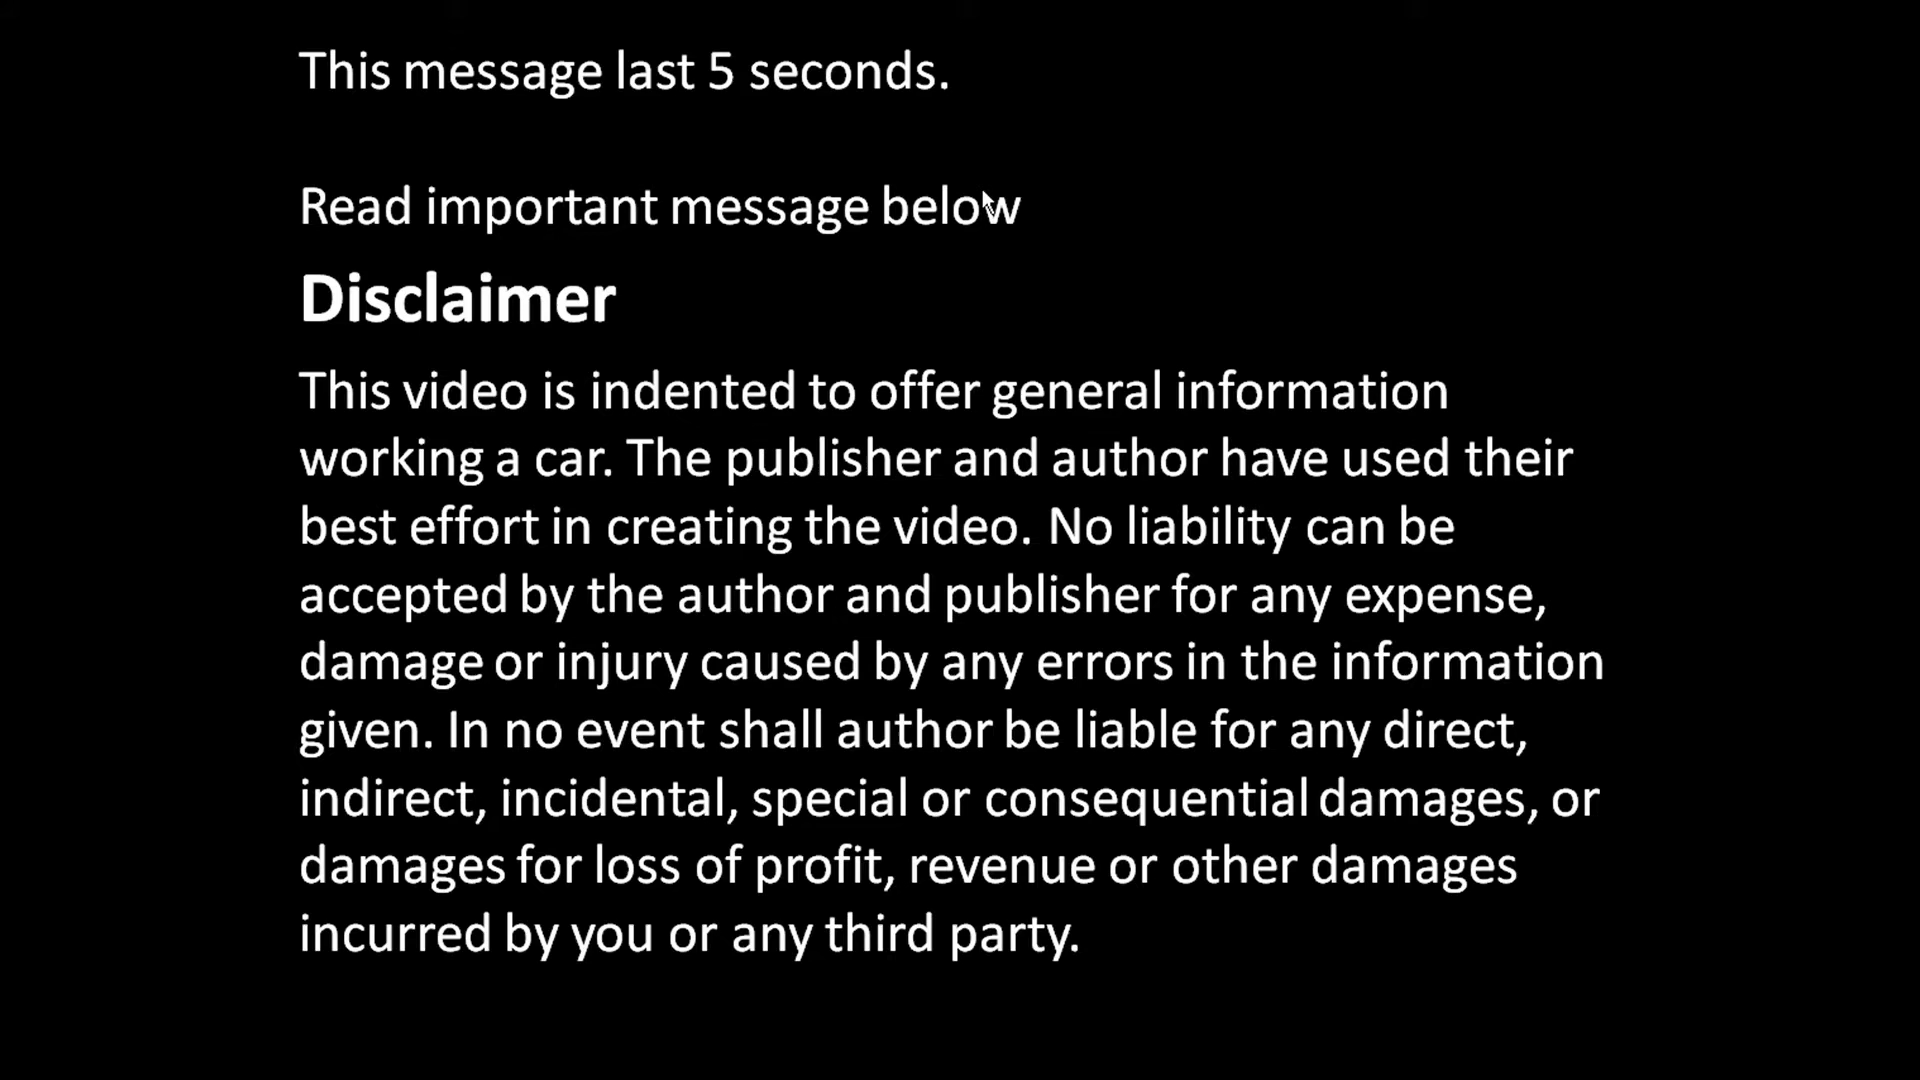 This message last 5 seconds.
Read important message below
Disclaimer
This video is indented to offer general information
working a car. The publisher and author have used their
best effort in creating the video. No liability can be
accepted by the author and publisher for any expense,
damage or injury caused by any errors in the information
given. In no event shall author be liable for any direct,
indirect, incidental, special or consequential damages, or
damages for loss of profit, revenue or other damages
incurred by you or any third party.